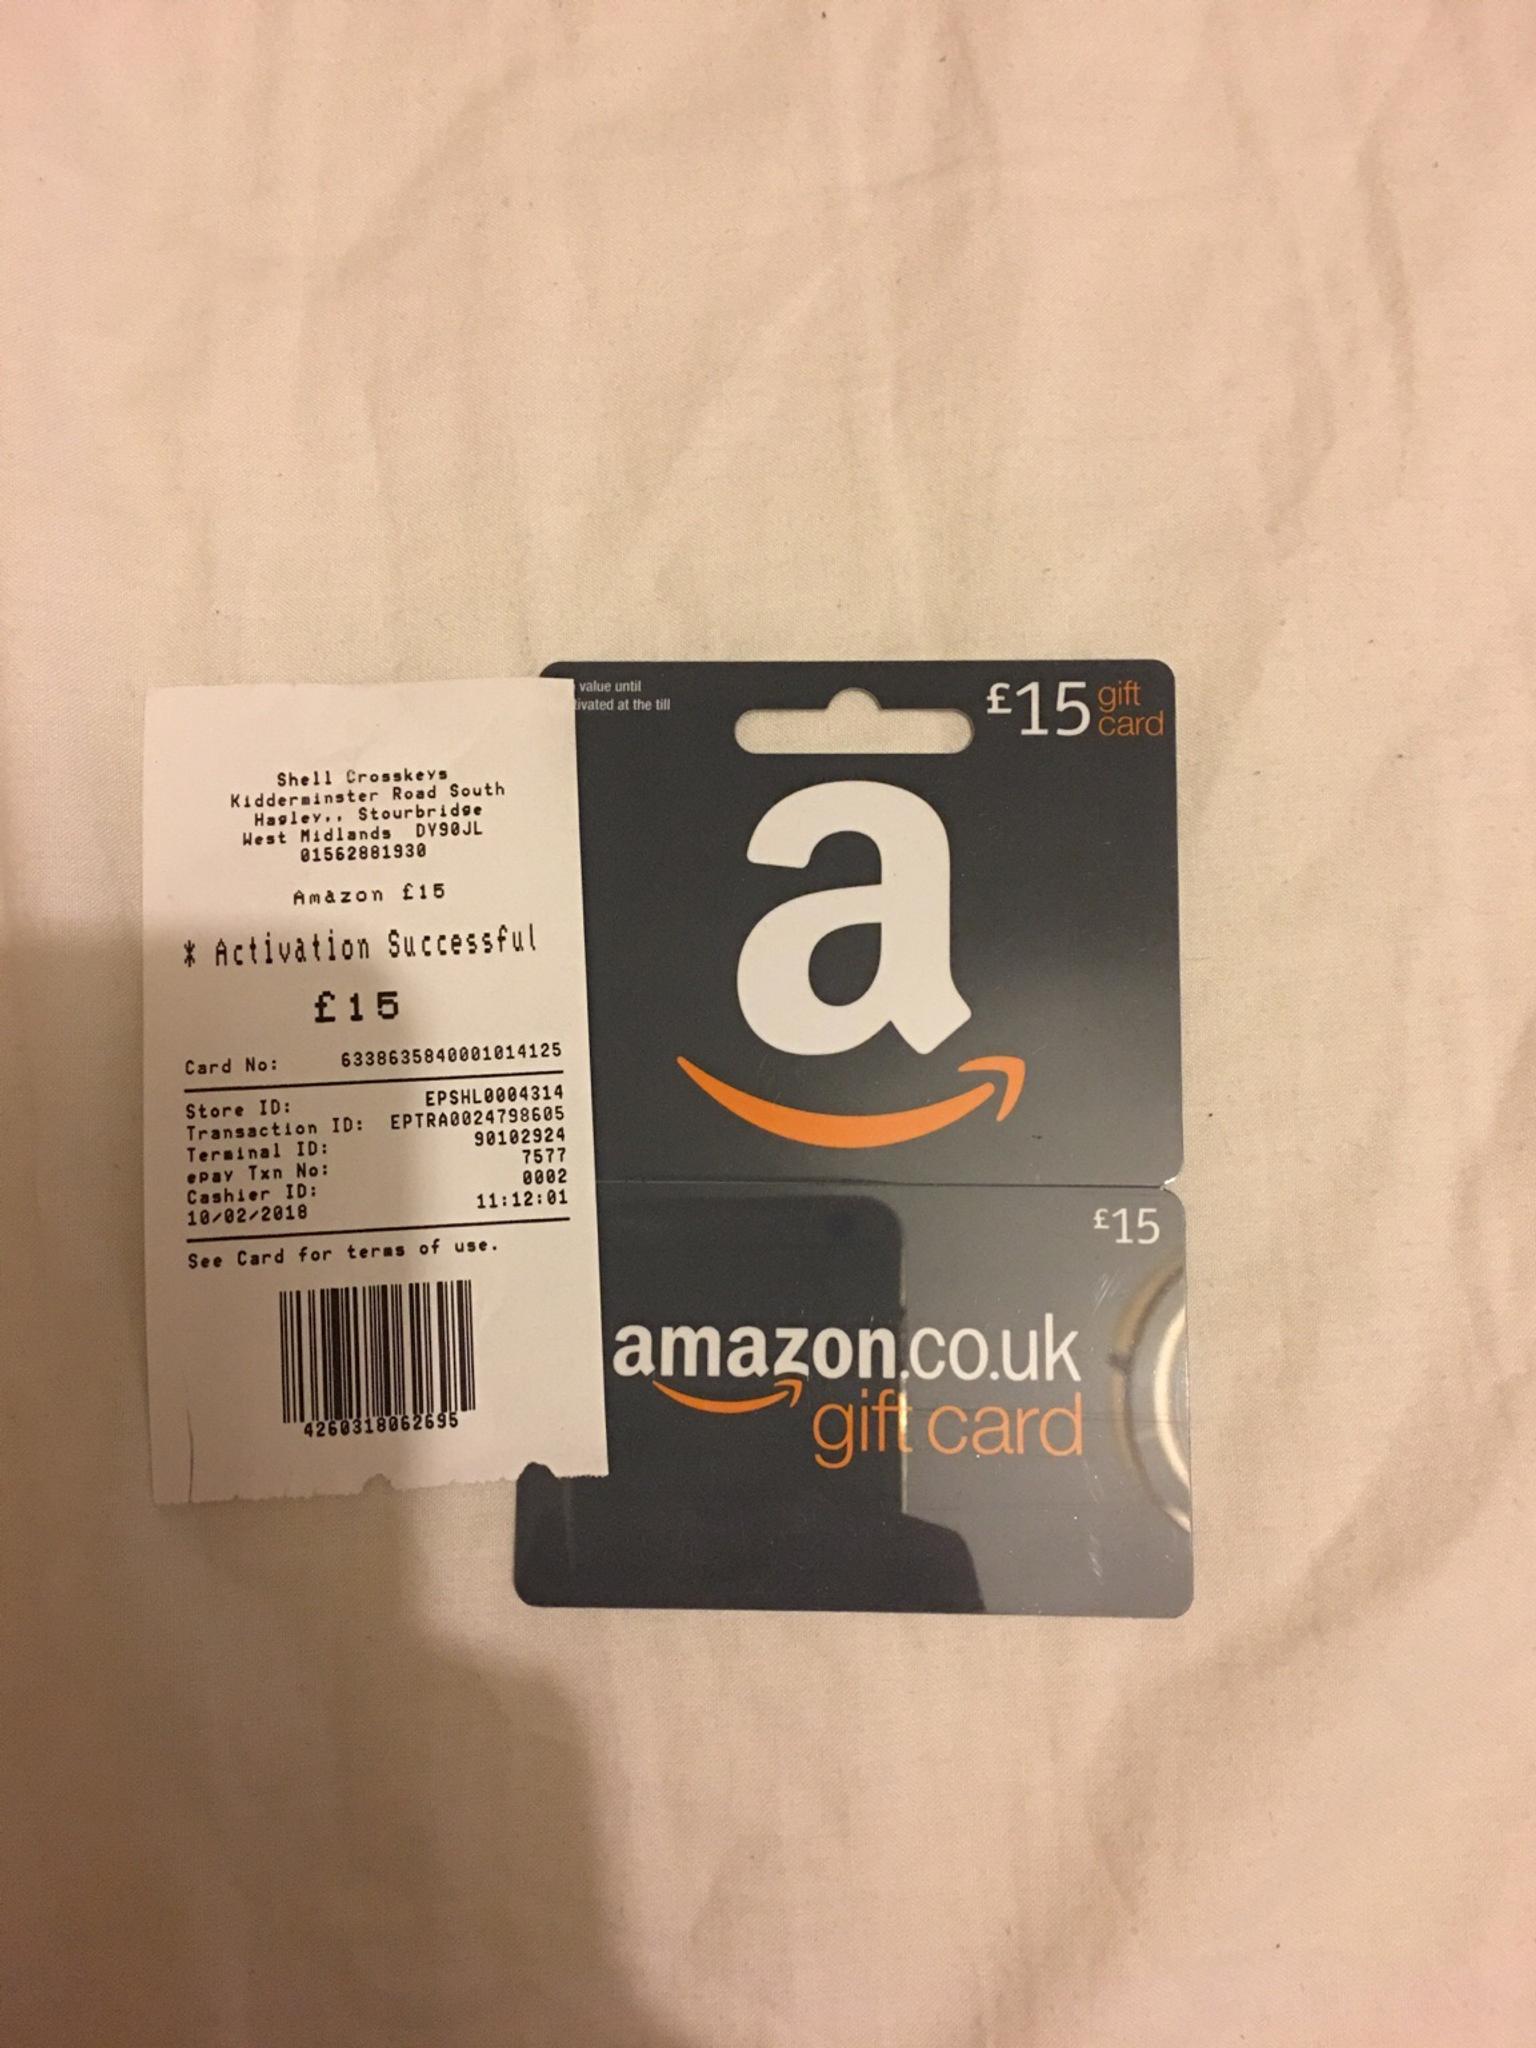 Shell Crosskeys
Kidderminster Road South
Hagley,, Stourbridge
West Midlands DY90JL
01562881930
Amazon £15
* Activation Successful
£15
Card No: 6338635840001014125
Store ID: EPSHL0004314
Transaction ID: EPTRA0024798605
Terminal ID: 90102924
ePay Txn No: 7577
Cashier ID: 0002
10/02/2018 11:12:01
See Card for terms of use.
4260318062695
value until
tivated at the till
£15 gift card
a
£15
amazon.co.uk
gift card